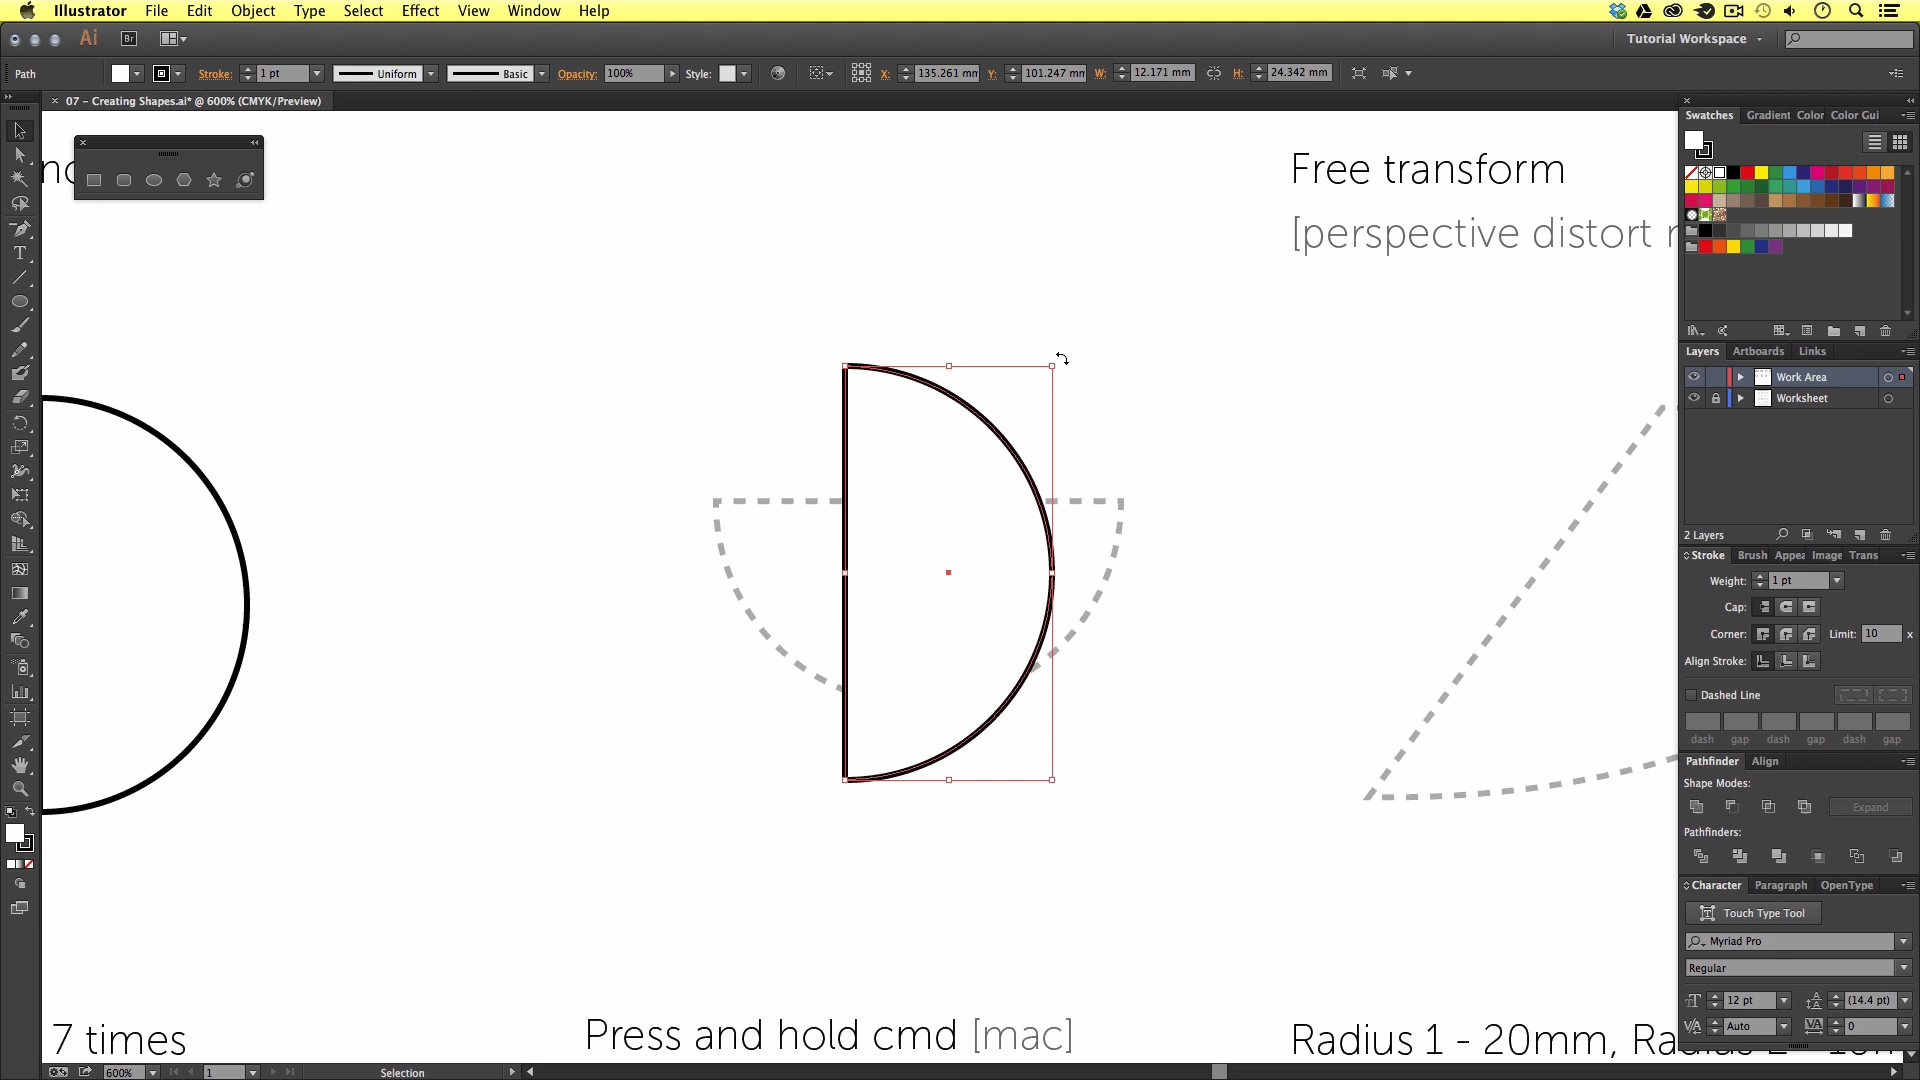 Illustrator File Edit Object Type Select Effect View Window Help
Ai Br Tutorial Workspace
Path Stroke: 1 pt Uniform Basic Opacity: 100% Style: X: 135.261 mm Y: 101.247 mm W: 12.171 mm H: 24.342 mm
07 – Creating Shapes.ai* @ 600% (CMYK/Preview)
Swatches Gradient Color Color Gui
Free transform
[perspective distort
Layers Artboards Links
Work Area
Worksheet
2 Layers
Stroke Brush Appea Image Trans
Weight: 1 pt
Cap:
Corner: Limit: 10 x
Align Stroke:
Dashed Line
dash gap dash gap dash gap
Pathfinder Align
Shape Modes:
Expand
Pathfinders:
Character Paragraph OpenType
Touch Type Tool
Myriad Pro
Regular
12 pt (14.4 pt)
Auto 0
7 times
Press and hold cmd [mac]
Radius 1 - 20mm,
600% 1 Selection